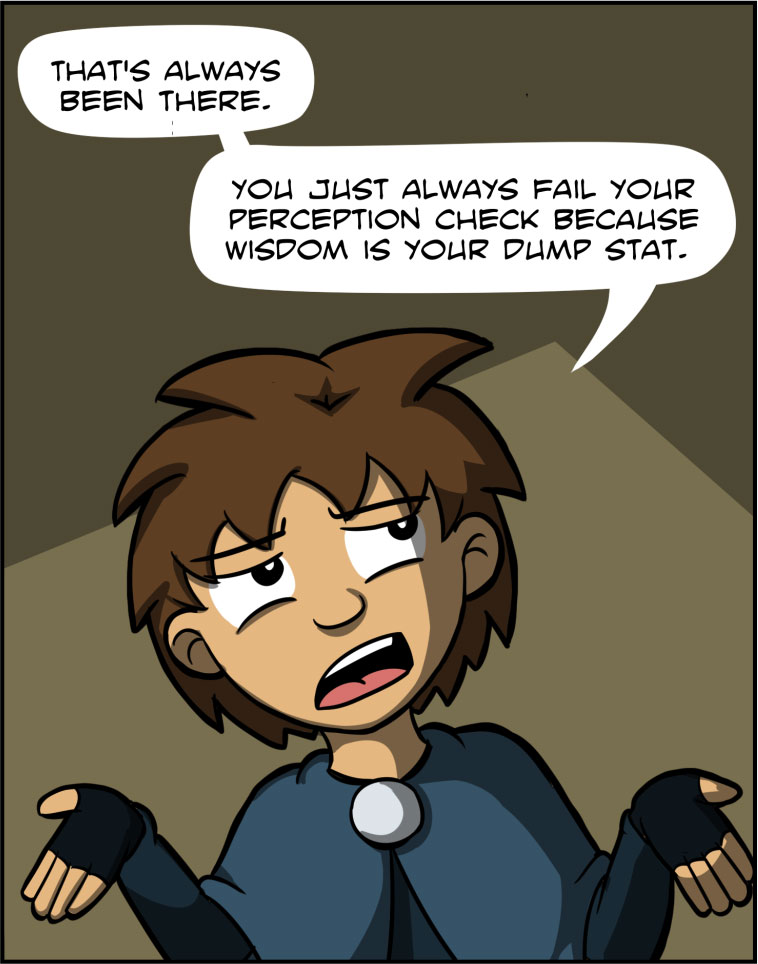 THAT'S ALWAYS
BEEN THERE.
YOU JUST ALWAYS FAIL YOUR
PERCEPTION CHECK BECAUSE
WISDOM IS YOUR DUMP STAT.